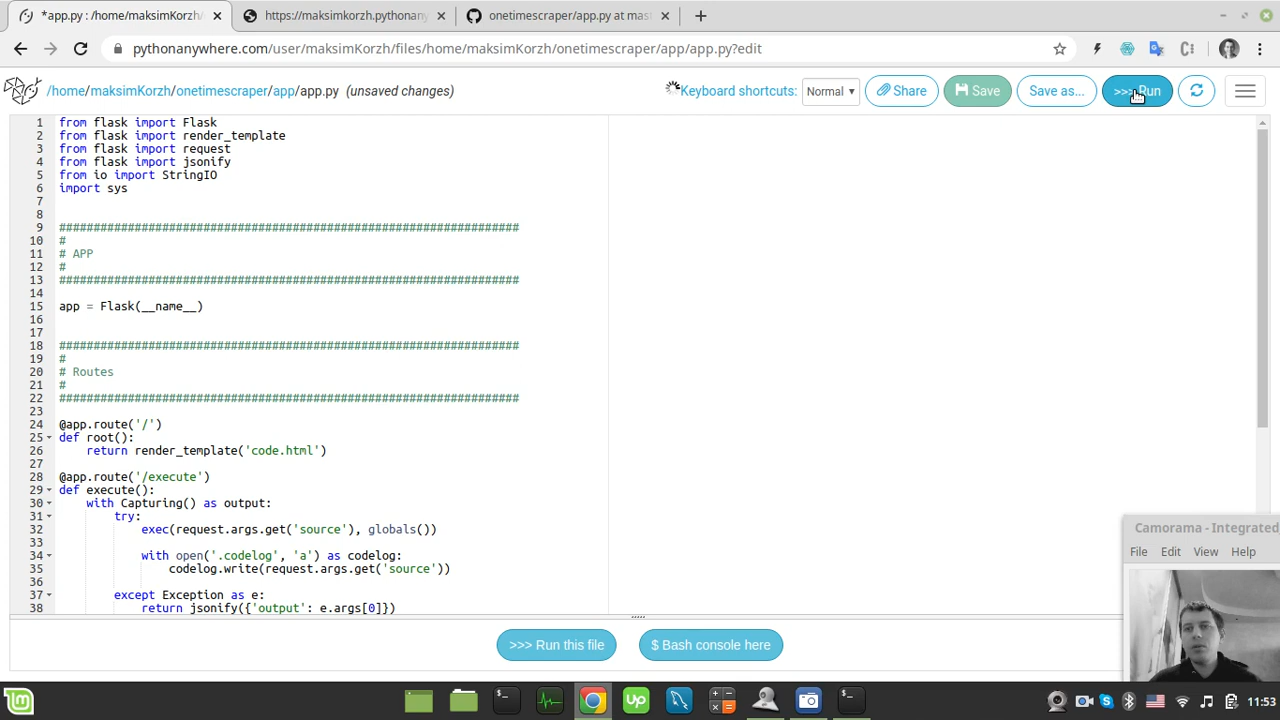 *app.py : /home/maksimKorzh/
https://maksimkorzh.pythonany
onetimescraper/app.py at mast
pythonanywhere.com/user/maksimKorzh/files/home/maksimKorzh/onetimescraper/app/app.py?edit
/home/maksimKorzh/onetimescraper/app/app.py (unsaved changes)
Keyboard shortcuts: Normal Share Save Save as... >>> Run
1 from flask import Flask
2 from flask import render_template
3 from flask import request
4 from flask import jsonify
5 from io import StringIO
6 import sys
7
8
9 ###################################################################
10 #
11 # APP
12 #
13 ###################################################################
14
15 app = Flask(__name__)
16
17
18 ###################################################################
19 #
20 # Routes
21 #
22 ###################################################################
23
24 @app.route('/')
25 def root():
26 return render_template('code.html')
27
28 @app.route('/execute')
29 def execute():
30 with Capturing() as output:
31 try:
32 exec(request.args.get('source'), globals())
33
34 with open('.codelog', 'a') as codelog:
35 codelog.write(request.args.get('source'))
36
37 except Exception as e:
38 return jsonify({'output': e.args[0]})
>>> Run this file
$ Bash console here
Camorama - Integrated
File Edit View Help
Up
11:53